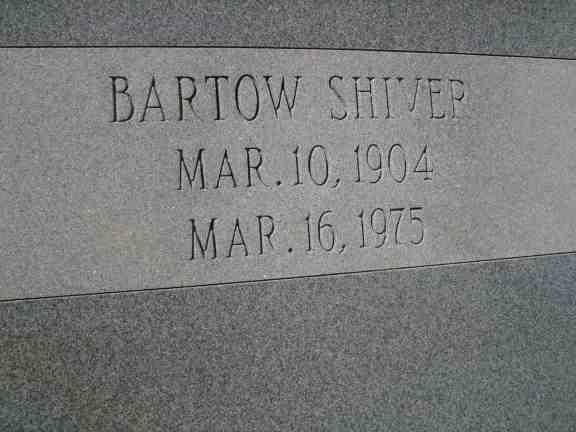 BARTOW SHIVER
MAR. 10, 1904
MAR. 16, 1975